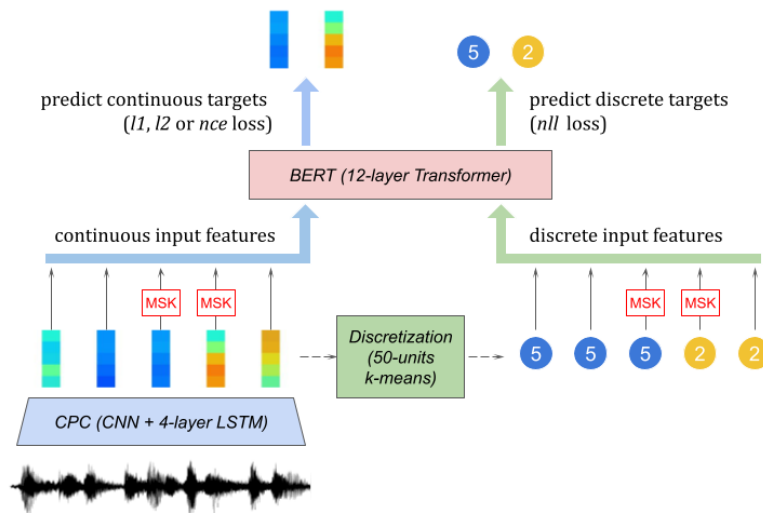 5 2
predict continuous targets
(l1, l2 or nce loss)
predict discrete targets
(nll loss)
BERT (12-layer Transformer)
continuous input features
discrete input features
MSK MSK
MSK MSK
Discretization
(50-units
k-means)
5 5 5 2 2
CPC (CNN + 4-layer LSTM)